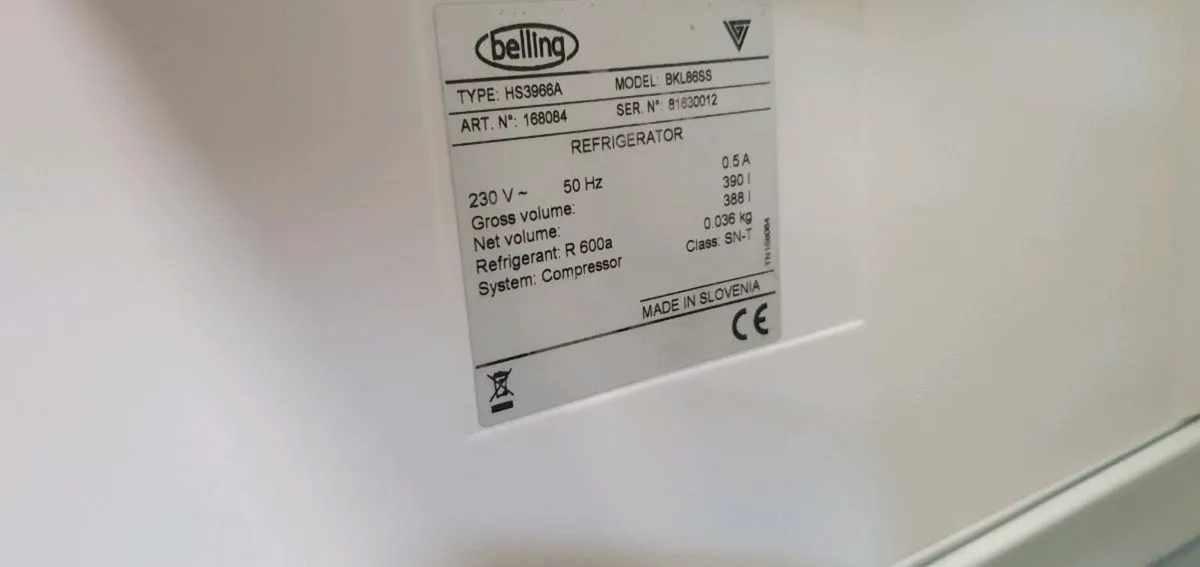 belling
TYPE: HS3966A MODEL: BKL86SS
ART. N°: 168084 SER. N°: 81630012
REFRIGERATOR
230 V ~ 50 Hz 0.5 A
Gross volume: 390 l
Net volume: 388 l
Refrigerant: R 600a 0.036 kg
System: Compressor Class: SN-T
TN168084
MADE IN SLOVENIA
CE